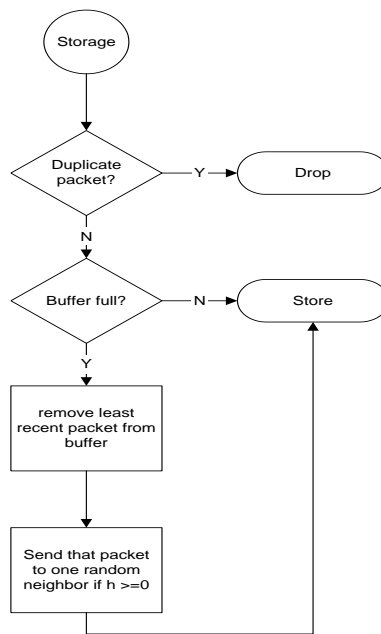 Storage
Duplicate
packet?
Y
Drop
N
Buffer full?
N
Store
Y
remove least
recent packet from
buffer
Send that packet
to one random
neighbor if h >=0